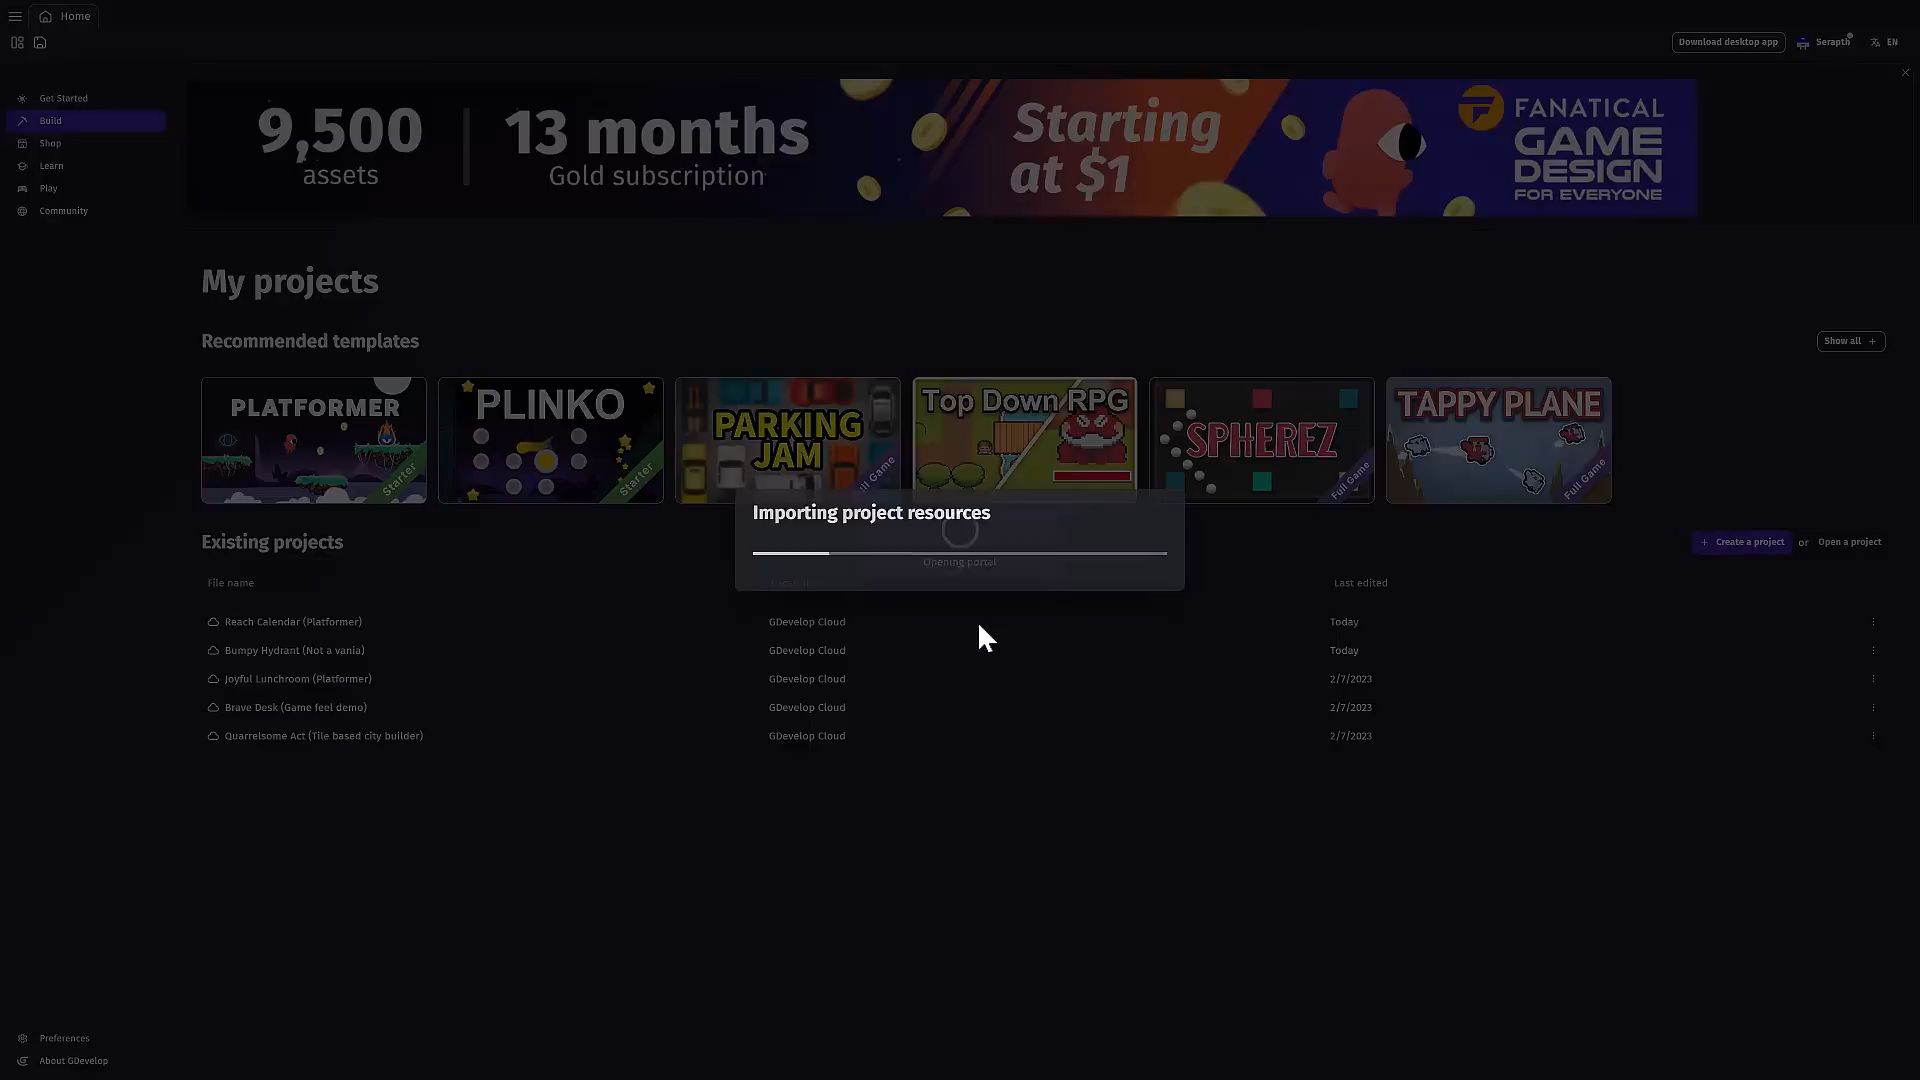 Home
Download desktop app
Serapth
EN
Get Started
Build
Shop
Learn
Play
Community
9,500
assets
13 months
Gold subscription
Starting
at $1
FANATICAL
GAME
DESIGN
FOR EVERYONE
My projects
Recommended templates
Show all
PLATFORMER
Starter
PLINKO
Starter
PARKING
JAM
ll Game
Top Down RPG
SPHEREZ
Full Game
TAPPY PLANE
Full Game
Importing project resources
Opening portal
Existing projects
Create a project
or
Open a project
File name
Last edited
Reach Calendar (Platformer)
GDevelop Cloud
Today
Bumpy Hydrant (Not a vania)
GDevelop Cloud
Today
Joyful Lunchroom (Platformer)
GDevelop Cloud
2/7/2023
Brave Desk (Game feel demo)
GDevelop Cloud
2/7/2023
Quarrelsome Act (Tile based city builder)
GDevelop Cloud
2/7/2023
Preferences
About GDevelop